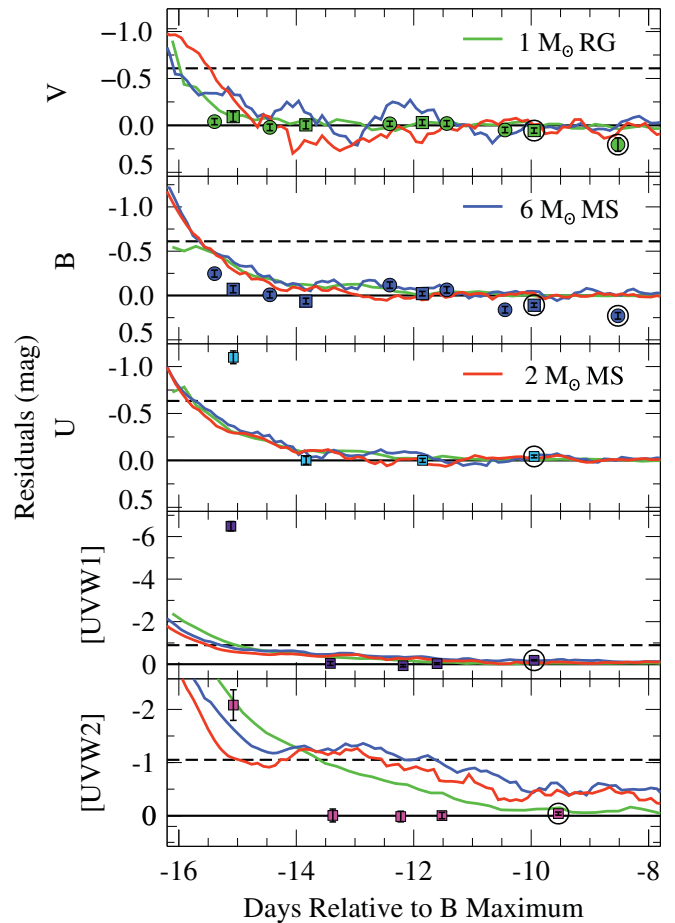 -1.0
-0.5
0.0
0.5
V
1 M⊙ RG
-1.0
-0.5
0.0
0.5
B
6 M⊙ MS
-1.0
-0.5
0.0
0.5
U
2 M⊙ MS
Residuals (mag)
-6
-4
-2
0
[UVW1]
-2
-1
0
[UVW2]
-16 -14 -12 -10 -8
Days Relative to B Maximum